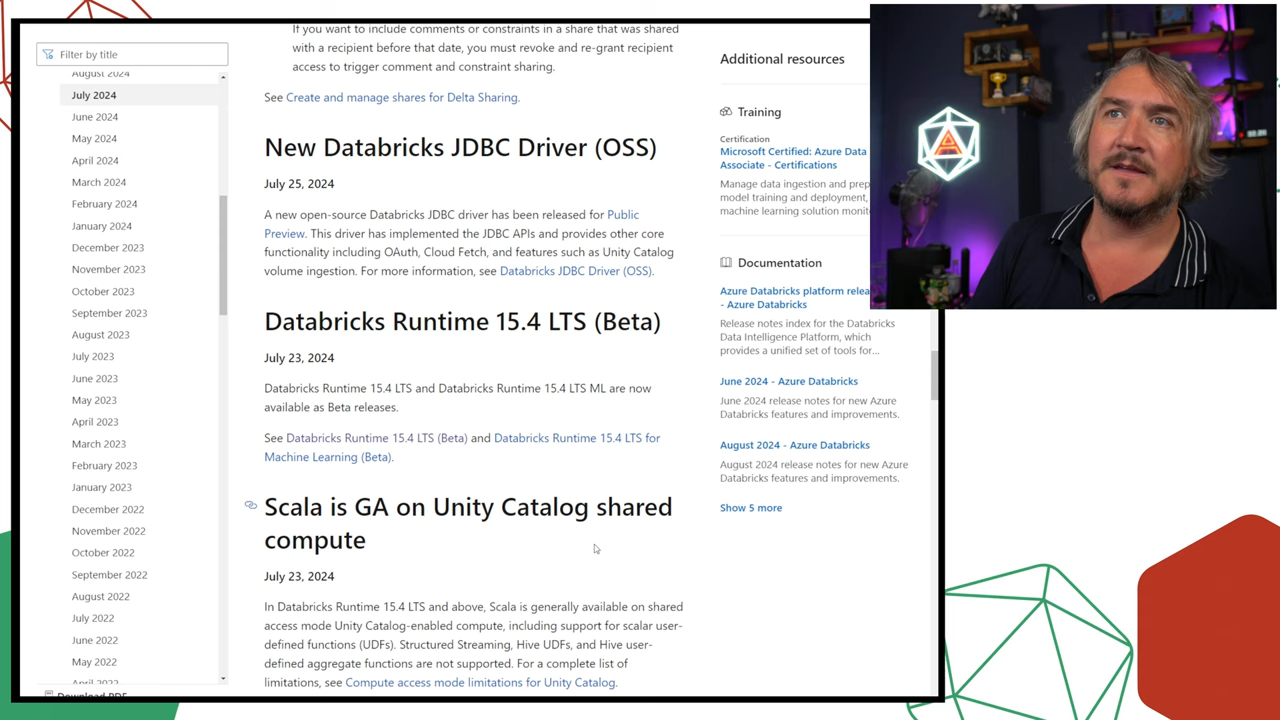 Filter by title
August 2024
July 2024
June 2024
May 2024
April 2024
March 2024
February 2024
January 2024
December 2023
November 2023
October 2023
September 2023
August 2023
July 2023
June 2023
May 2023
April 2023
March 2023
February 2023
January 2023
December 2022
November 2022
October 2022
September 2022
August 2022
July 2022
June 2022
May 2022
April 2022
Download PDF
If you want to include comments or constraints in a share that was shared
with a recipient before that date, you must revoke and re-grant recipient
access to trigger comment and constraint sharing.
See Create and manage shares for Delta Sharing.
New Databricks JDBC Driver (OSS)
July 25, 2024
A new open-source Databricks JDBC driver has been released for Public
Preview. This driver has implemented the JDBC APIs and provides other core
functionality including OAuth, Cloud Fetch, and features such as Unity Catalog
volume ingestion. For more information, see Databricks JDBC Driver (OSS).
Databricks Runtime 15.4 LTS (Beta)
July 23, 2024
Databricks Runtime 15.4 LTS and Databricks Runtime 15.4 LTS ML are now
available as Beta releases.
See Databricks Runtime 15.4 LTS (Beta) and Databricks Runtime 15.4 LTS for
Machine Learning (Beta).
Scala is GA on Unity Catalog shared
compute
July 23, 2024
In Databricks Runtime 15.4 LTS and above, Scala is generally available on shared
access mode Unity Catalog-enabled compute, including support for scalar user-
defined functions (UDFs). Structured Streaming, Hive UDFs, and Hive user-
defined aggregate functions are not supported. For a complete list of
limitations, see Compute access mode limitations for Unity Catalog.
Additional resources
Training
Certification
Microsoft Certified: Azure Data
Associate - Certifications
Manage data ingestion and prep
model training and deployment,
machine learning solution monit
Documentation
Azure Databricks platform relea
- Azure Databricks
Release notes index for the Databricks
Data Intelligence Platform, which
provides a unified set of tools for...
June 2024 - Azure Databricks
June 2024 release notes for new Azure
Databricks features and improvements.
August 2024 - Azure Databricks
August 2024 release notes for new Azure
Databricks features and improvements.
Show 5 more